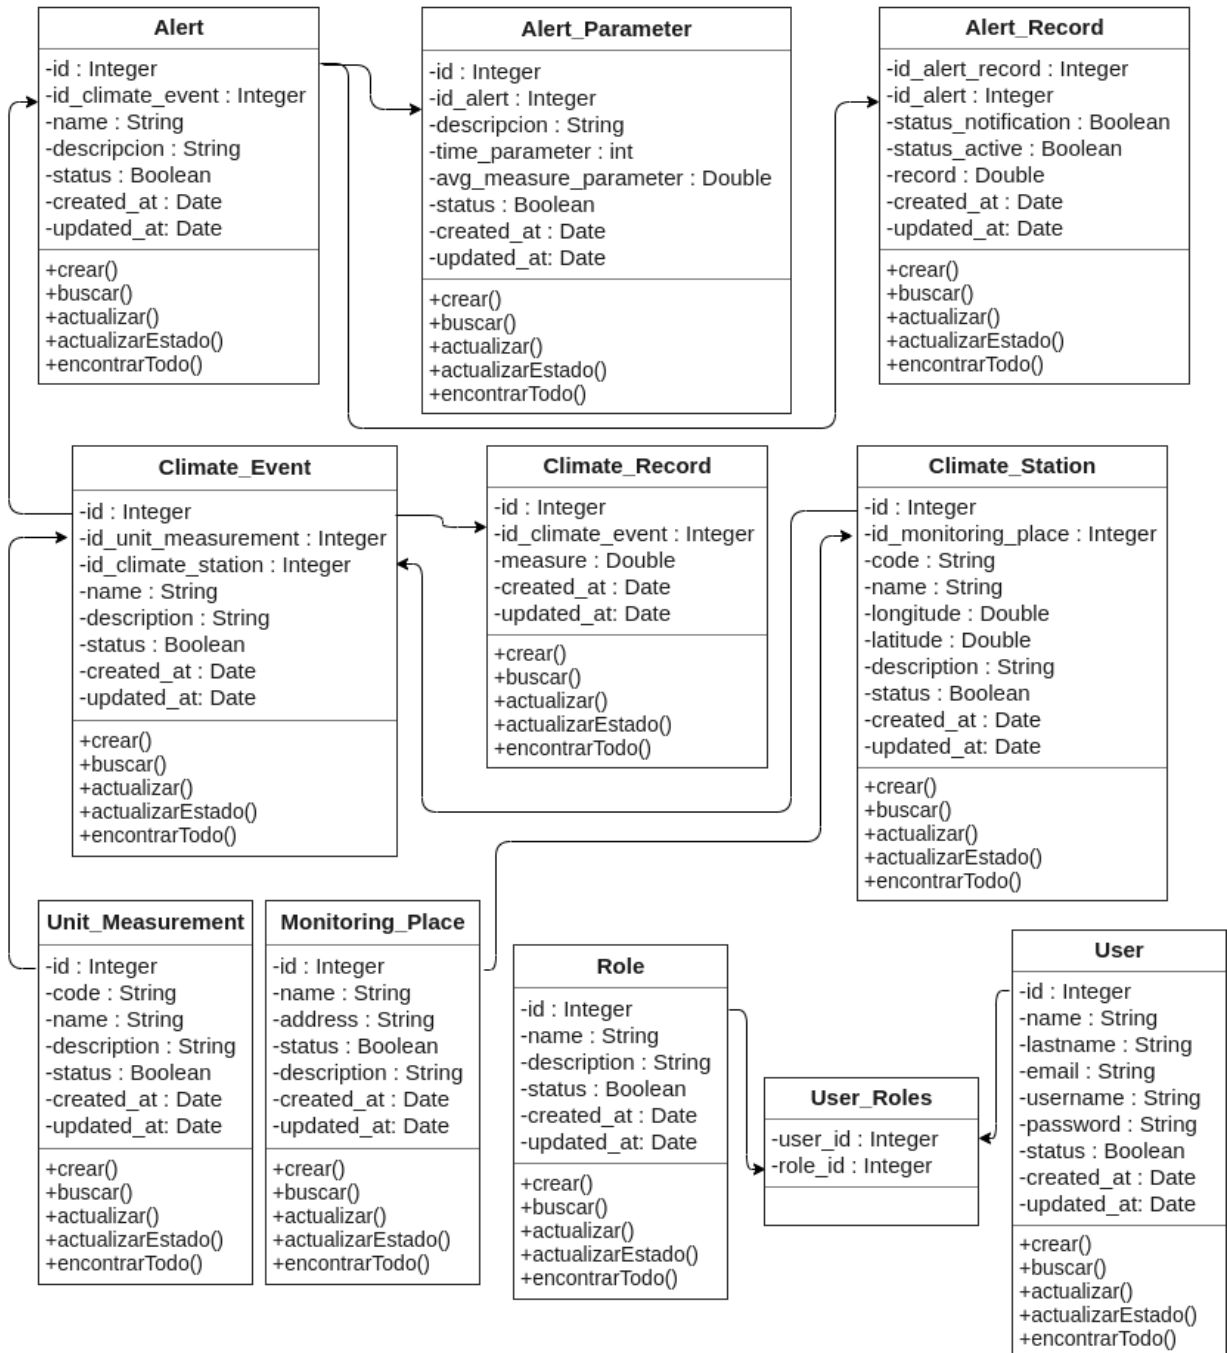 Alert
-id : Integer
-id_climate_event : Integer
-name : String
-descripcion : String
-status : Boolean
-created_at : Date
-updated_at: Date
+crear()
+buscar()
+actualizar()
+actualizarEstado()
+encontrarTodo()
Alert_Parameter
-id : Integer
-id_alert : Integer
-descripcion : String
-time_parameter : int
-avg_measure_parameter : Double
-status : Boolean
-created_at : Date
-updated_at: Date
+crear()
+buscar()
+actualizar()
+actualizarEstado()
+encontrarTodo()
Alert_Record
-id_alert_record : Integer
-id_alert : Integer
-status_notification : Boolean
-status_active : Boolean
-record : Double
-created_at : Date
-updated_at: Date
+crear()
+buscar()
+actualizar()
+actualizarEstado()
+encontrarTodo()
Climate_Event
-id : Integer
-id_unit_measurement : Integer
-id_climate_station : Integer
-name : String
-description : String
-status : Boolean
-created_at : Date
-updated_at: Date
+crear()
+buscar()
+actualizar()
+actualizarEstado()
+encontrarTodo()
Climate_Record
-id : Integer
-id_climate_event : Integer
-measure : Double
-created_at : Date
-updated_at: Date
+crear()
+buscar()
+actualizar()
+actualizarEstado()
+encontrarTodo()
Climate_Station
-id : Integer
-id_monitoring_place : Integer
-code : String
-name : String
-longitude : Double
-latitude : Double
-description : String
-status : Boolean
-created_at : Date
-updated_at: Date
+crear()
+buscar()
+actualizar()
+actualizarEstado()
+encontrarTodo()
Unit_Measurement
-id : Integer
-code : String
-name : String
-description : String
-status : Boolean
-created_at : Date
-updated_at: Date
+crear()
+buscar()
+actualizar()
+actualizarEstado()
+encontrarTodo()
Monitoring_Place
-id : Integer
-name : String
-address : String
-status : Boolean
-description : String
-created_at : Date
-updated_at: Date
+crear()
+buscar()
+actualizar()
+actualizarEstado()
+encontrarTodo()
Role
-id : Integer
-name : String
-description : String
-status : Boolean
-created_at : Date
-updated_at: Date
+crear()
+buscar()
+actualizar()
+actualizarEstado()
+encontrarTodo()
User_Roles
-user_id : Integer
-role_id : Integer
User
-id : Integer
-name : String
-lastname : String
-email : String
-username : String
-password : String
-status : Boolean
-created_at : Date
-updated_at: Date
+crear()
+buscar()
+actualizar()
+actualizarEstado()
+encontrarTodo()